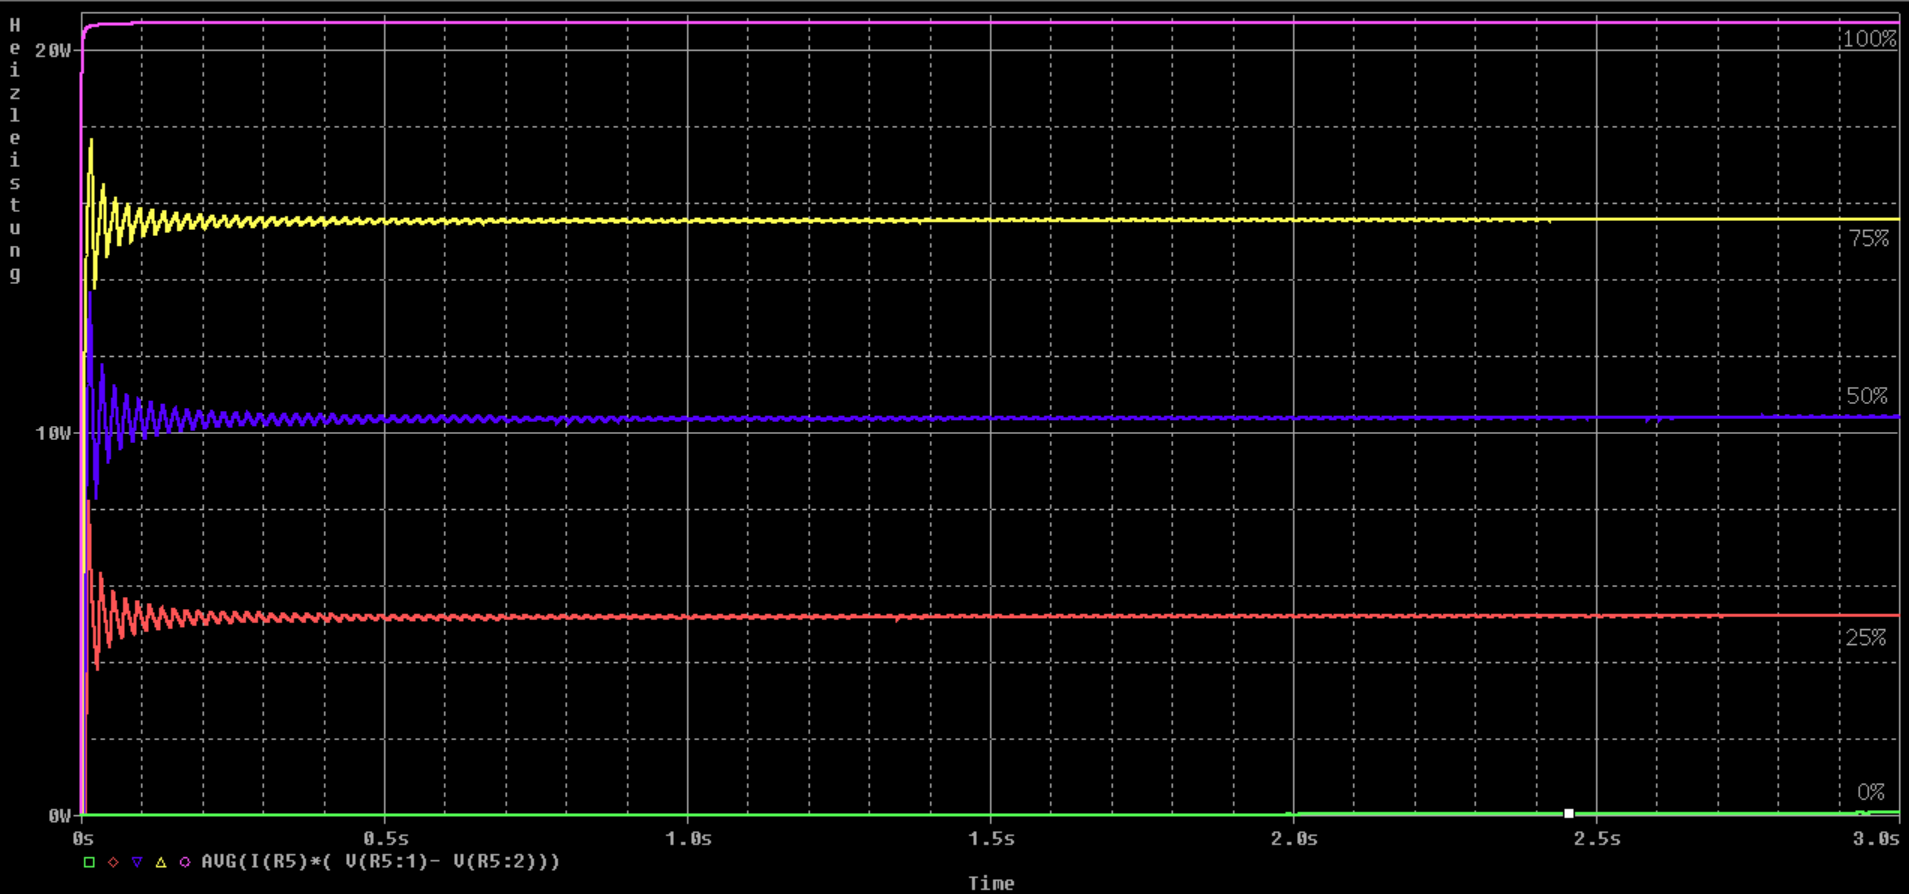 Heizleistung
20W
10W
0W
100%
75%
50%
25%
0%
0s 0.5s 1.0s 1.5s 2.0s 2.5s 3.0s
AVG(I(R5)*( V(R5:1)- V(R5:2)))
Time